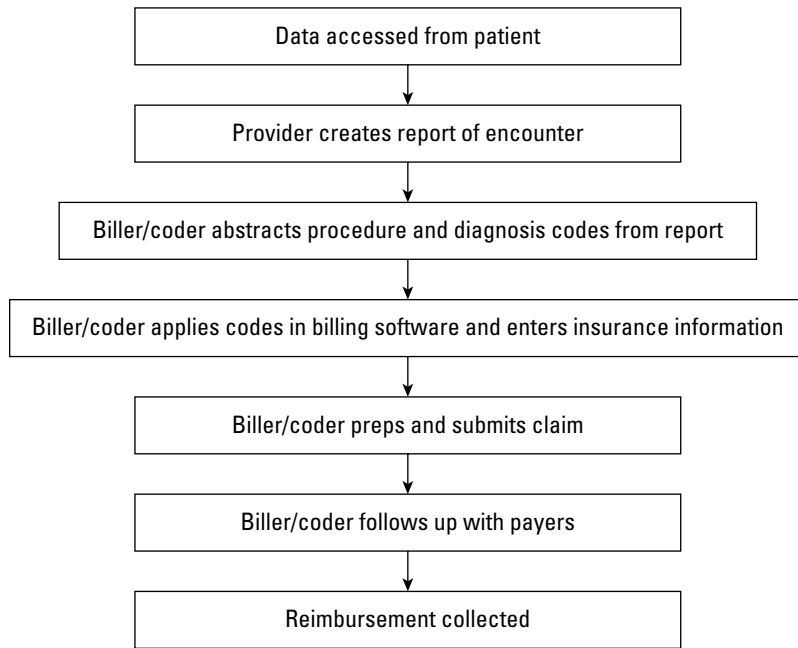 Data accessed from patient
Provider creates report of encounter
Biller/coder abstracts procedure and diagnosis codes from report
Biller/coder applies codes in billing software and enters insurance information
Biller/coder preps and submits claim
Biller/coder follows up with payers
Reimbursement collected